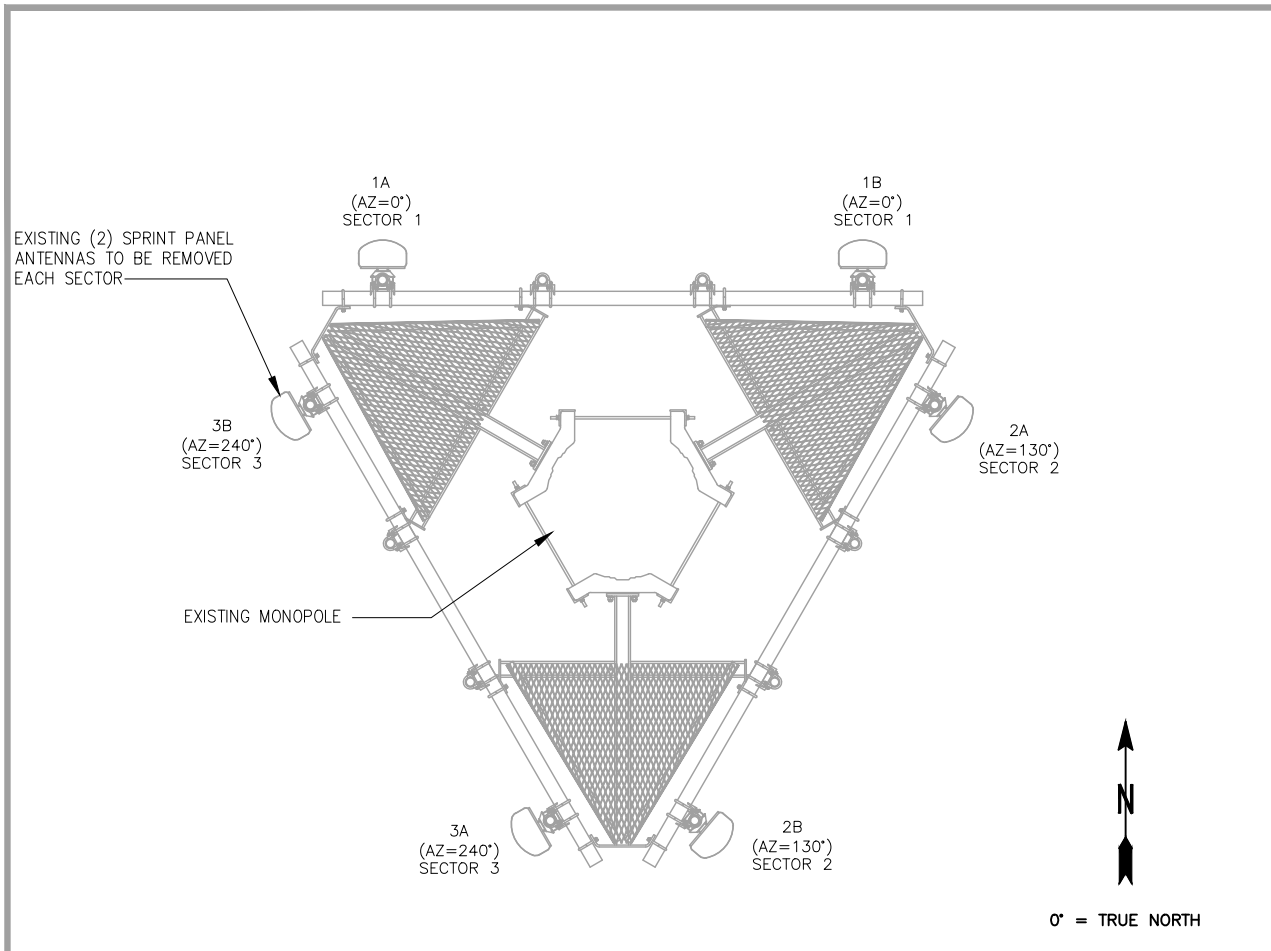 1A
(AZ=0°)
SECTOR 1
1B
(AZ=0°)
SECTOR 1
EXISTING (2) SPRINT PANEL
ANTENNAS TO BE REMOVED
EACH SECTOR
3B
(AZ=240°)
SECTOR 3
2A
(AZ=130°)
SECTOR 2
EXISTING MONOPOLE
3A
(AZ=240°)
SECTOR 3
2B
(AZ=130°)
SECTOR 2
N
0° = TRUE NORTH